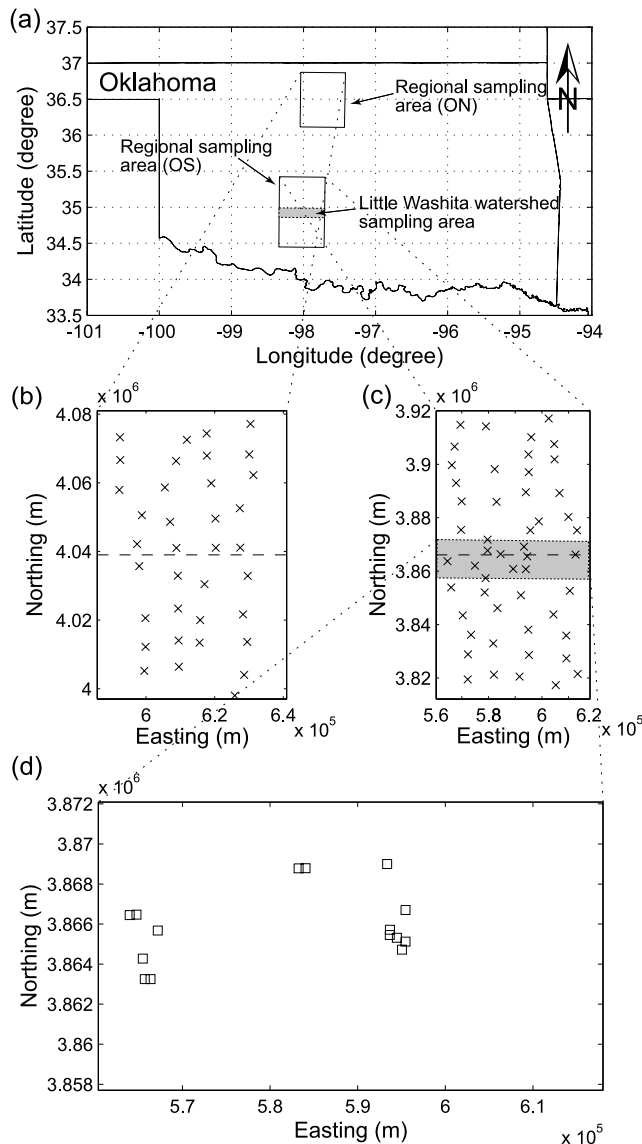 (a)
37.5
37
36.5
36
35.5
35
34.5
34
33.5
Latitude (degree)
Oklahoma
Regional sampling
area (ON)
N
Regional sampling
area (OS)
Little Washita watershed
sampling area
-101 -100 -99 -98 -97 -96 -95 -94
Longitude (degree)
(b)
x 10^6
4.08
4.06
4.04
4.02
4
Northing (m)
6 6.2 6.4
Easting (m)
x 10^5
(c)
x 10^6
3.92
3.9
3.88
3.86
3.84
3.82
Northing (m)
5.6 5.8 6 6.2
Easting (m)
x 10^5
(d)
x 10^6
3.872
3.87
3.868
3.866
3.864
3.862
3.86
3.858
Northing (m)
5.7 5.8 5.9 6 6.1
Easting (m)
x 10^5